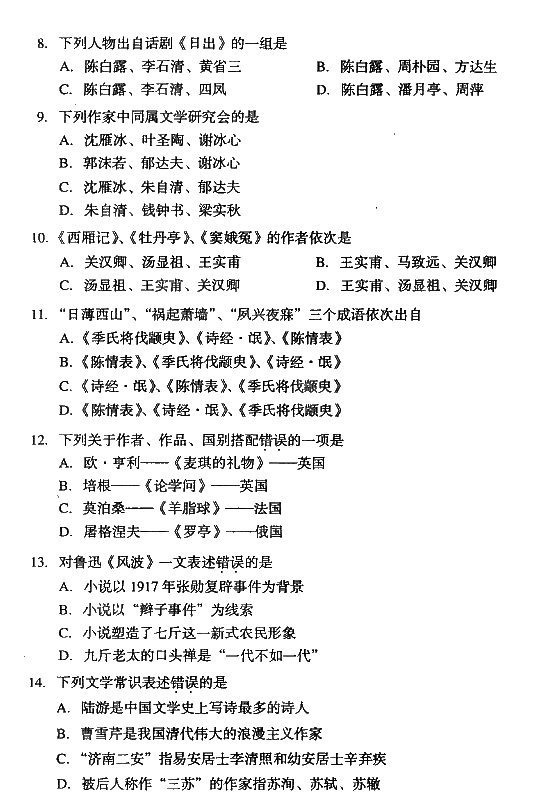 8. 下列人物出自话剧《日出》的一组是
A. 陈白露、李石清、黄省三 B. 陈白露、周朴园、方达生
C. 陈白露、李石清、四凤 D. 陈白露、潘月亭、周萍
9. 下列作家中同属文学研究会的是
A. 沈雁冰、叶圣陶、谢冰心
B. 郭沫若、郁达夫、谢冰心
C. 沈雁冰、朱自清、郁达夫
D. 朱自清、钱钟书、梁实秋
10.《西厢记》、《牡丹亭》、《窦娥冤》的作者依次是
A. 关汉卿、汤显祖、王实甫 B. 王实甫、马致远、关汉卿
C. 汤显祖、王实甫、关汉卿 D. 王实甫、汤显祖、关汉卿
11. “日薄西山”、“祸起萧墙”、“夙兴夜寐”三个成语依次出自
A.《季氏将伐颛臾》、《诗经·氓》、《陈情表》
B.《陈情表》、《季氏将伐颛臾》、《诗经·氓》
C.《诗经·氓》、《陈情表》、《季氏将伐颛臾》
D.《陈情表》、《诗经·氓》、《季氏将伐颛臾》
12. 下列关于作者、作品、国别搭配错误的一项是
A. 欧·亨利——《麦琪的礼物》——英国
B. 培根——《论学问》——英国
C. 莫泊桑——《羊脂球》——法国
D. 屠格涅夫——《罗亭》——俄国
13. 对鲁迅《风波》一文表述错误的是
A. 小说以 1917 年张勋复辟事件为背景
B. 小说以“辫子事件”为线索
C. 小说塑造了七斤这一新式农民形象
D. 九斤老太的口头禅是“一代不如一代”
14. 下列文学常识表述错误的是
A. 陆游是中国文学史上写诗最多的诗人
B. 曹雪芹是我国清代伟大的浪漫主义作家
C. “济南二安”指易安居士李清照和幼安居士辛弃疾
D. 被后人称作“三苏”的作家指苏洵、苏轼、苏辙